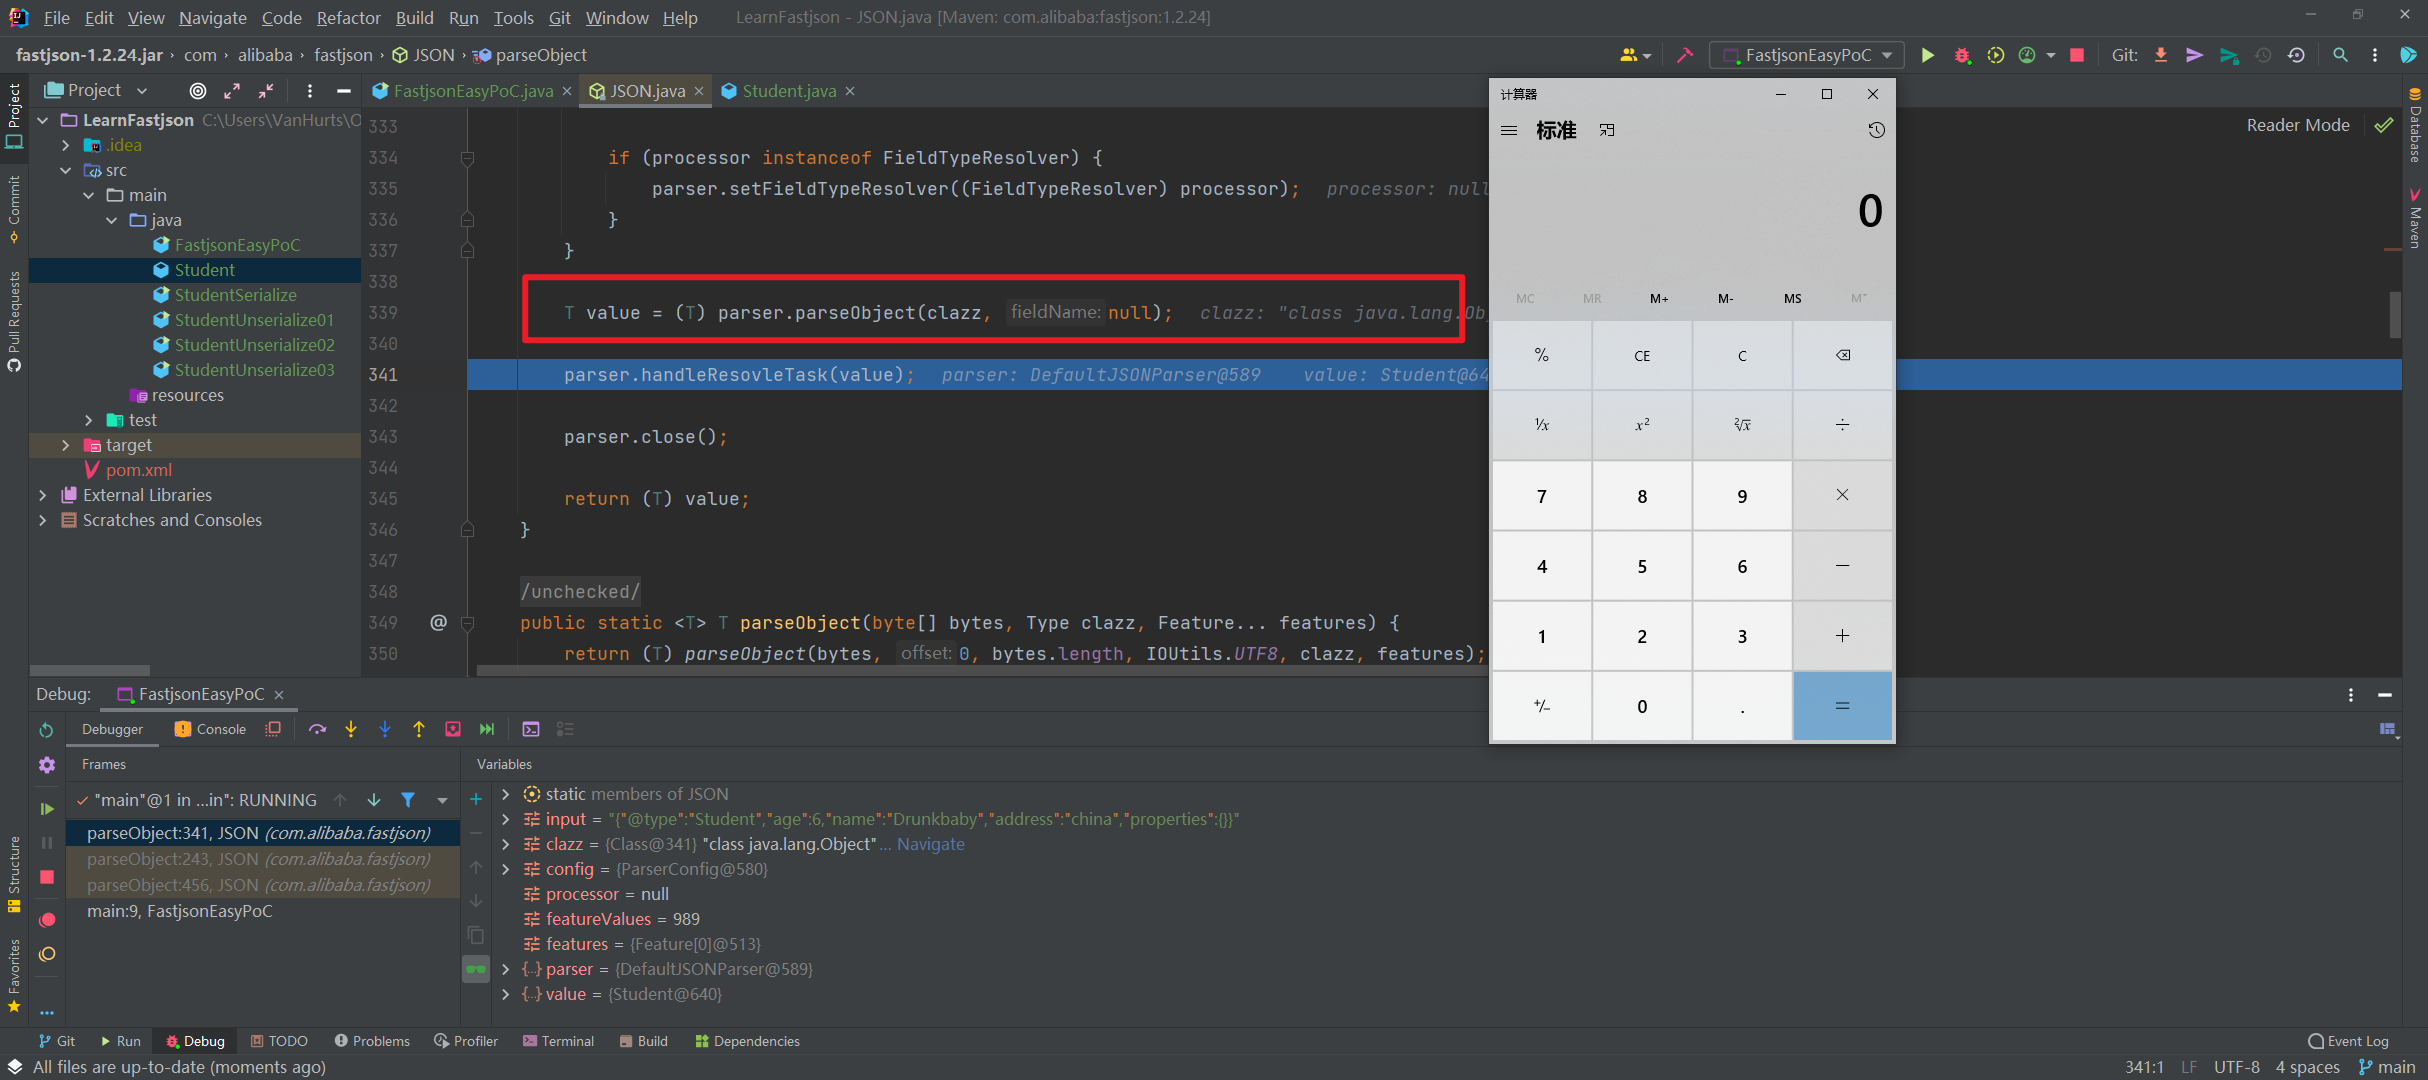 File Edit View Navigate Code Refactor Build Run Tools Git Window Help LearnFastjson - JSON.java [Maven: com.alibaba:fastjson:1.2.24]
fastjson-1.2.24.jar com alibaba fastjson JSON parseObject FastjsonEasyPoC Git:
Project FastjsonEasyPoC.java JSON.java Student.java
Reader Mode
Project
Commit
Pull Requests
Structure
Favorites
Database
Maven
LearnFastjson C:\Users\VanHurts\O
.idea
src
main
java
FastjsonEasyPoC
Student
StudentSerialize
StudentUnserialize01
StudentUnserialize02
StudentUnserialize03
resources
test
target
pom.xml
External Libraries
Scratches and Consoles
333
334 if (processor instanceof FieldTypeResolver) {
335 parser.setFieldTypeResolver((FieldTypeResolver) processor); processor: null
336 }
337 }
338
339 T value = (T) parser.parseObject(clazz, fieldName: null); clazz: "class java.lang.Obj
340
341 parser.handleResovleTask(value); parser: DefaultJSONParser@589 value: Student@64
342
343 parser.close();
344
345 return (T) value;
346 }
347
348 /unchecked/
349 @ public static <T> T parseObject(byte[] bytes, Type clazz, Feature... features) {
350 return (T) parseObject(bytes, offset: 0, bytes.length, IOUtils.UTF8, clazz, features);
计算器
标准
0
MC MR M+ M- MS M˅
% CE C
⅟x x² ²√x ÷
7 8 9 ×
4 5 6 −
1 2 3 +
+/− 0 . =
Debug: FastjsonEasyPoC
Debugger Console
Frames
"main"@1 in ...in": RUNNING
parseObject:341, JSON (com.alibaba.fastjson)
parseObject:243, JSON (com.alibaba.fastjson)
parseObject:456, JSON (com.alibaba.fastjson)
main:9, FastjsonEasyPoC
Variables
static members of JSON
input = "{"@type":"Student","age":6,"name":"Drunkbaby","address":"china","properties":{}}"
clazz = {Class@341} "class java.lang.Object"... Navigate
config = {ParserConfig@580}
processor = null
featureValues = 989
features = {Feature[0]@513}
parser = {DefaultJSONParser@589}
value = {Student@640}
Git Run Debug TODO Problems Profiler Terminal Build Dependencies Event Log
All files are up-to-date (moments ago) 341:1 LF UTF-8 4 spaces main